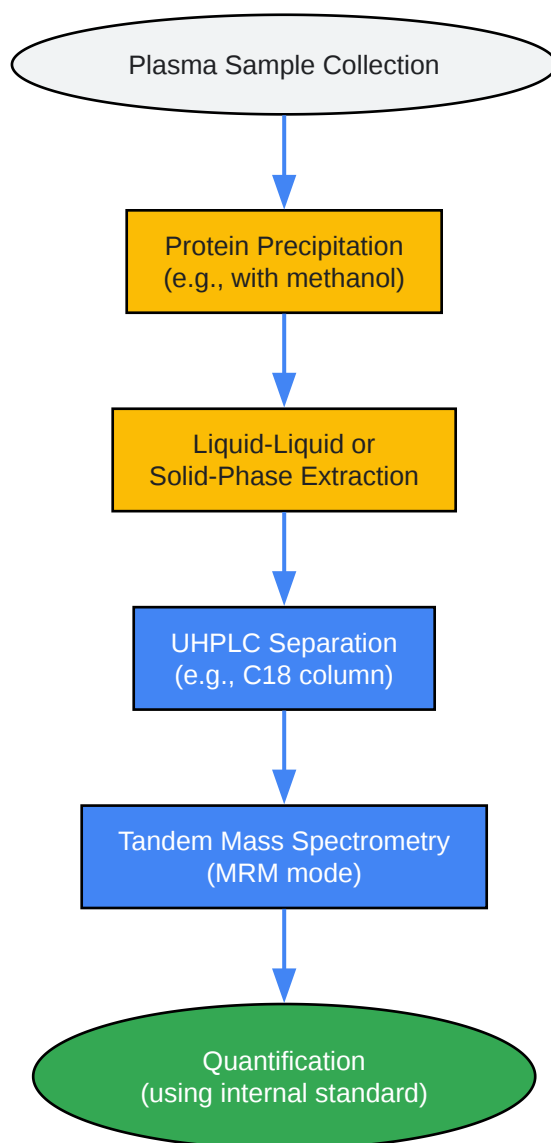 Plasma Sample Collection
Protein Precipitation
(e.g., with methanol)
Liquid-Liquid or
Solid-Phase Extraction
UHPLC Separation
(e.g., C18 column)
Tandem Mass Spectrometry
(MRM mode)
Quantification
(using internal standard)